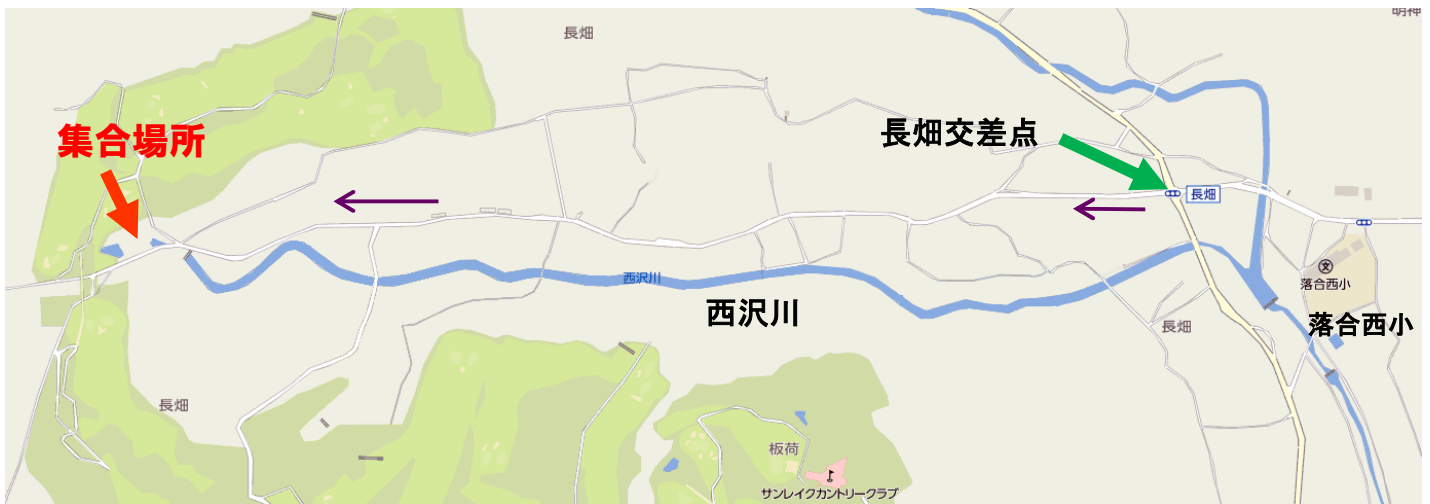 明神
長畑
集合場所
長畑交差点
長畑
西沢川
西沢川
落合西小
落合西小
長畑
長畑
板荷
サンレイクカントリークラブ